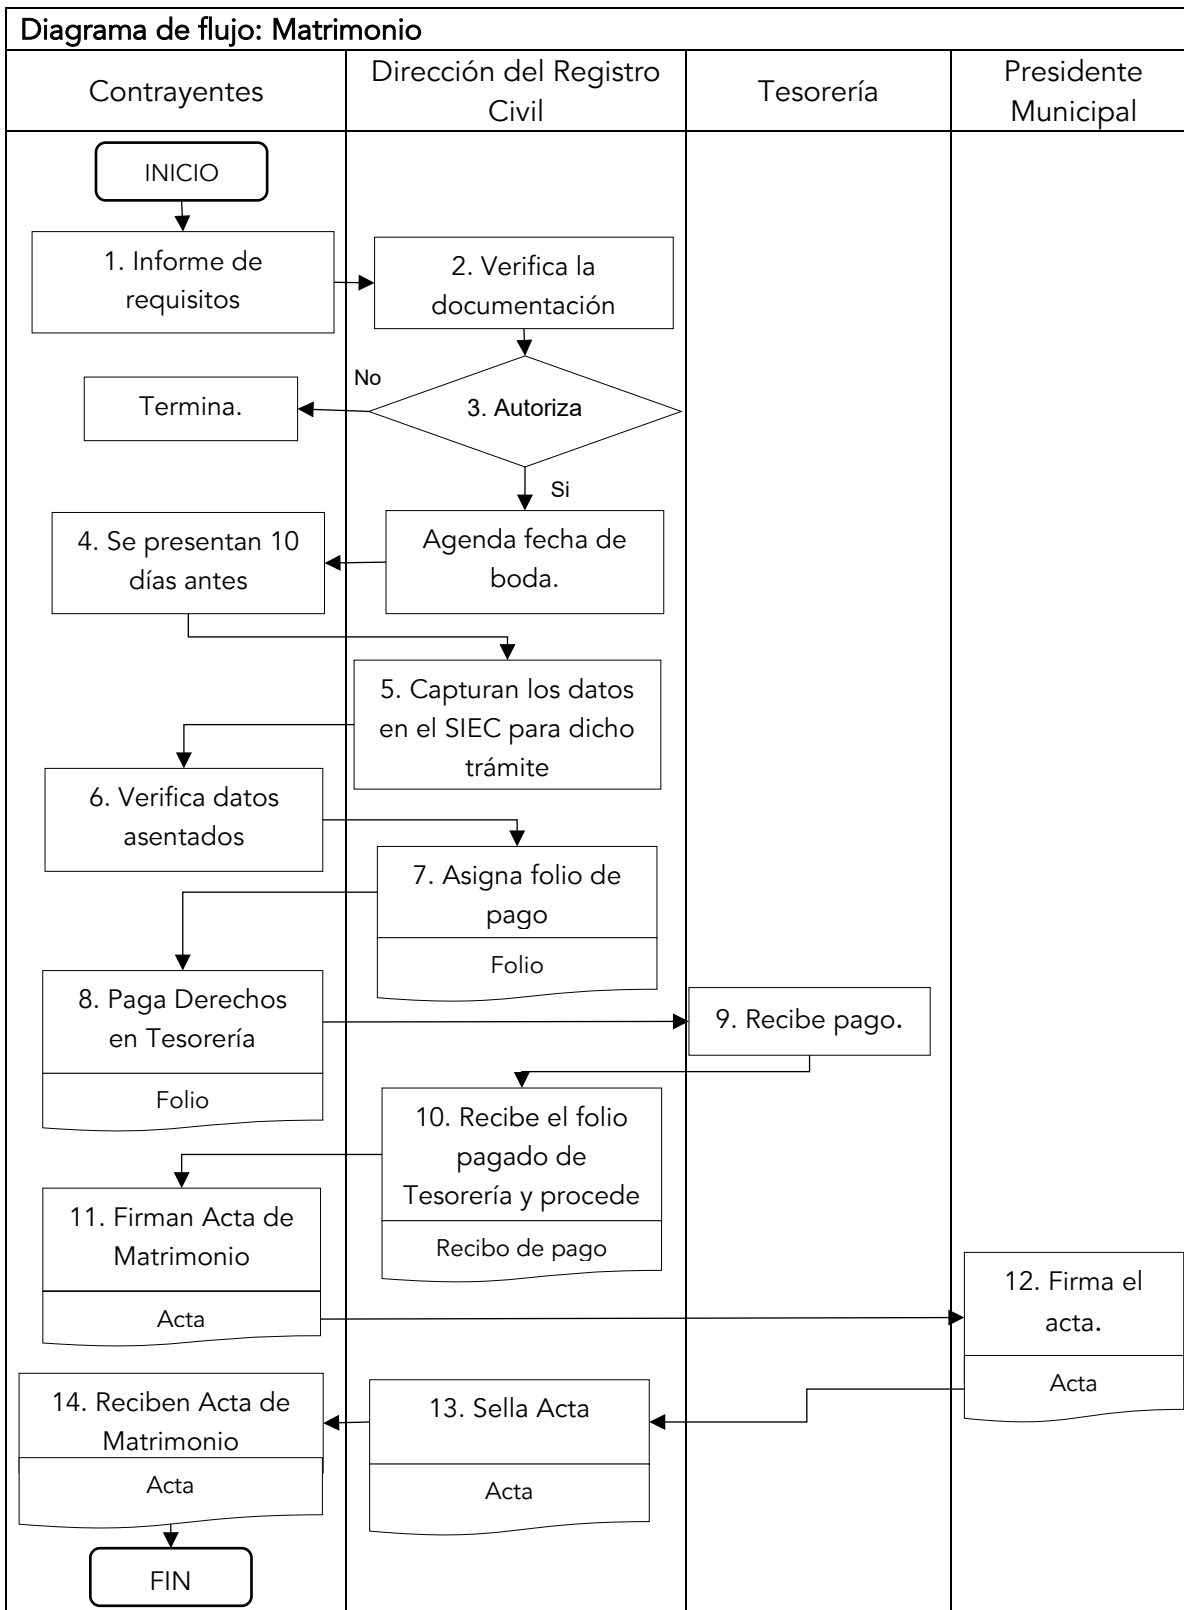 Diagrama de flujo: Matrimonio
Contrayentes
Dirección del Registro
Civil
Tesorería
Presidente
Municipal
INICIO
1. Informe de
requisitos
2. Verifica la
documentación
No
Termina.
3. Autoriza
Si
4. Se presentan 10
días antes
Agenda fecha de
boda.
5. Capturan los datos
en el SIEC para dicho
trámite
6. Verifica datos
asentados
7. Asigna folio de
pago
Folio
8. Paga Derechos
en Tesorería
Folio
9. Recibe pago.
10. Recibe el folio
pagado de
Tesorería y procede
Recibo de pago
11. Firman Acta de
Matrimonio
Acta
12. Firma el
acta.
Acta
13. Sella Acta
Acta
14. Reciben Acta de
Matrimonio
Acta
FIN